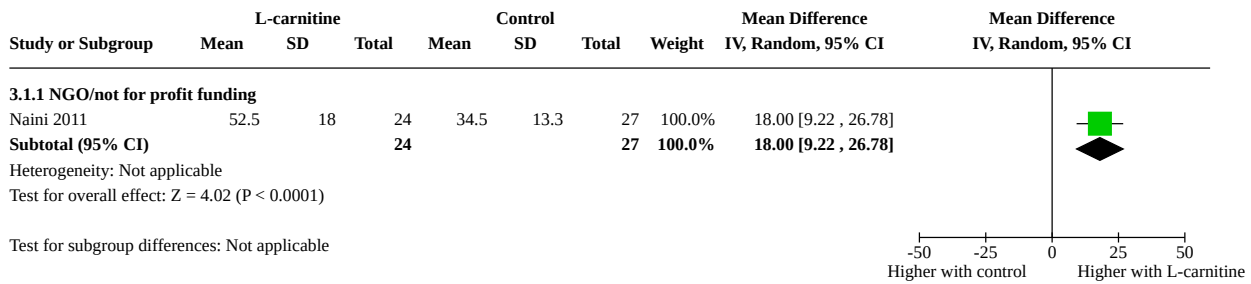 L-carnitine Control Mean Difference Mean Difference
Study or Subgroup Mean SD Total Mean SD Total Weight IV, Random, 95% CI IV, Random, 95% CI
3.1.1 NGO/not for profit funding
Naini 2011 52.5 18 24 34.5 13.3 27 100.0% 18.00 [9.22 , 26.78]
Subtotal (95% CI) 24 27 100.0% 18.00 [9.22 , 26.78]
Heterogeneity: Not applicable
Test for overall effect: Z = 4.02 (P < 0.0001)
Test for subgroup differences: Not applicable
-50 -25 0 25 50
Higher with control Higher with L-carnitine